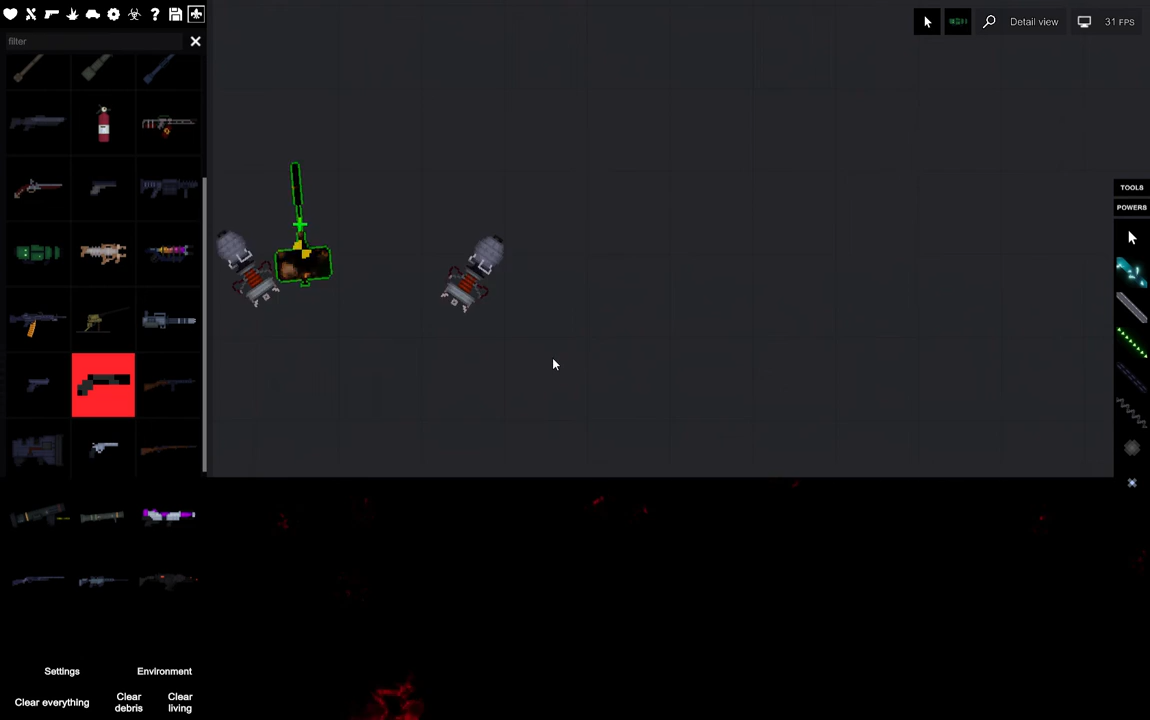 ?
filter
Detail view
31 FPS
TOOLS
POWERS
Settings
Environment
Clear everything
Clear
debris
Clear
living